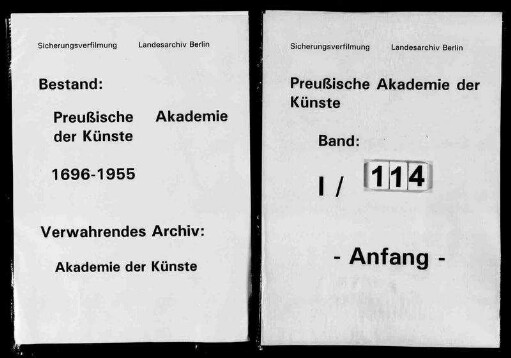 Sicherungsverfilmung Landesarchiv Berlin
Bestand:
Preußische Akademie
der Künste
1696-1955
Verwahrendes Archiv:
Akademie der Künste
Sicherungsverfilmung Landesarchiv Berlin
Preußische Akademie der
Künste
Band:
I / 114
- Anfang -